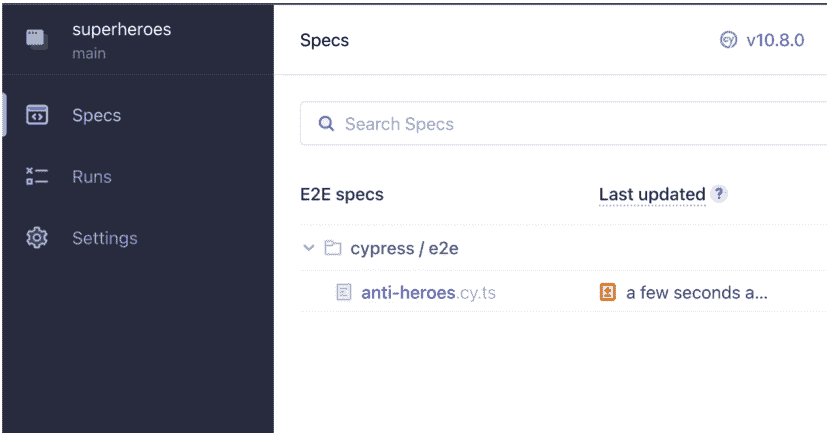 superheroes
main
Specs
Runs
Settings
Specs
cy v10.8.0
Search Specs
E2E specs
Last updated ?
cypress / e2e
anti-heroes.cy.ts
a few seconds a...